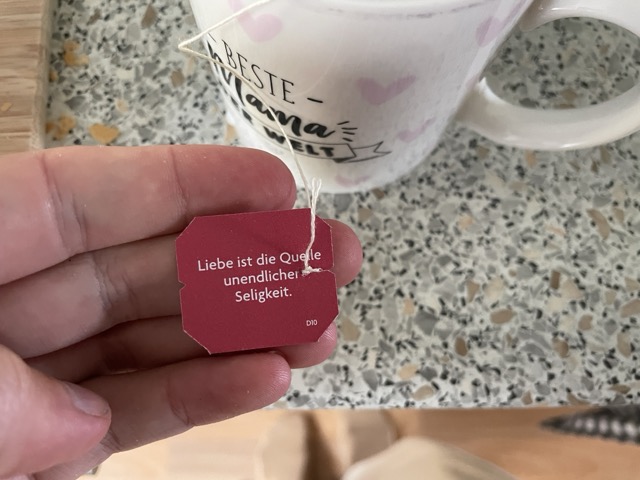 BESTE
Mama
WELT
Liebe ist die Quelle
unendlicher
Seligkeit.
D10